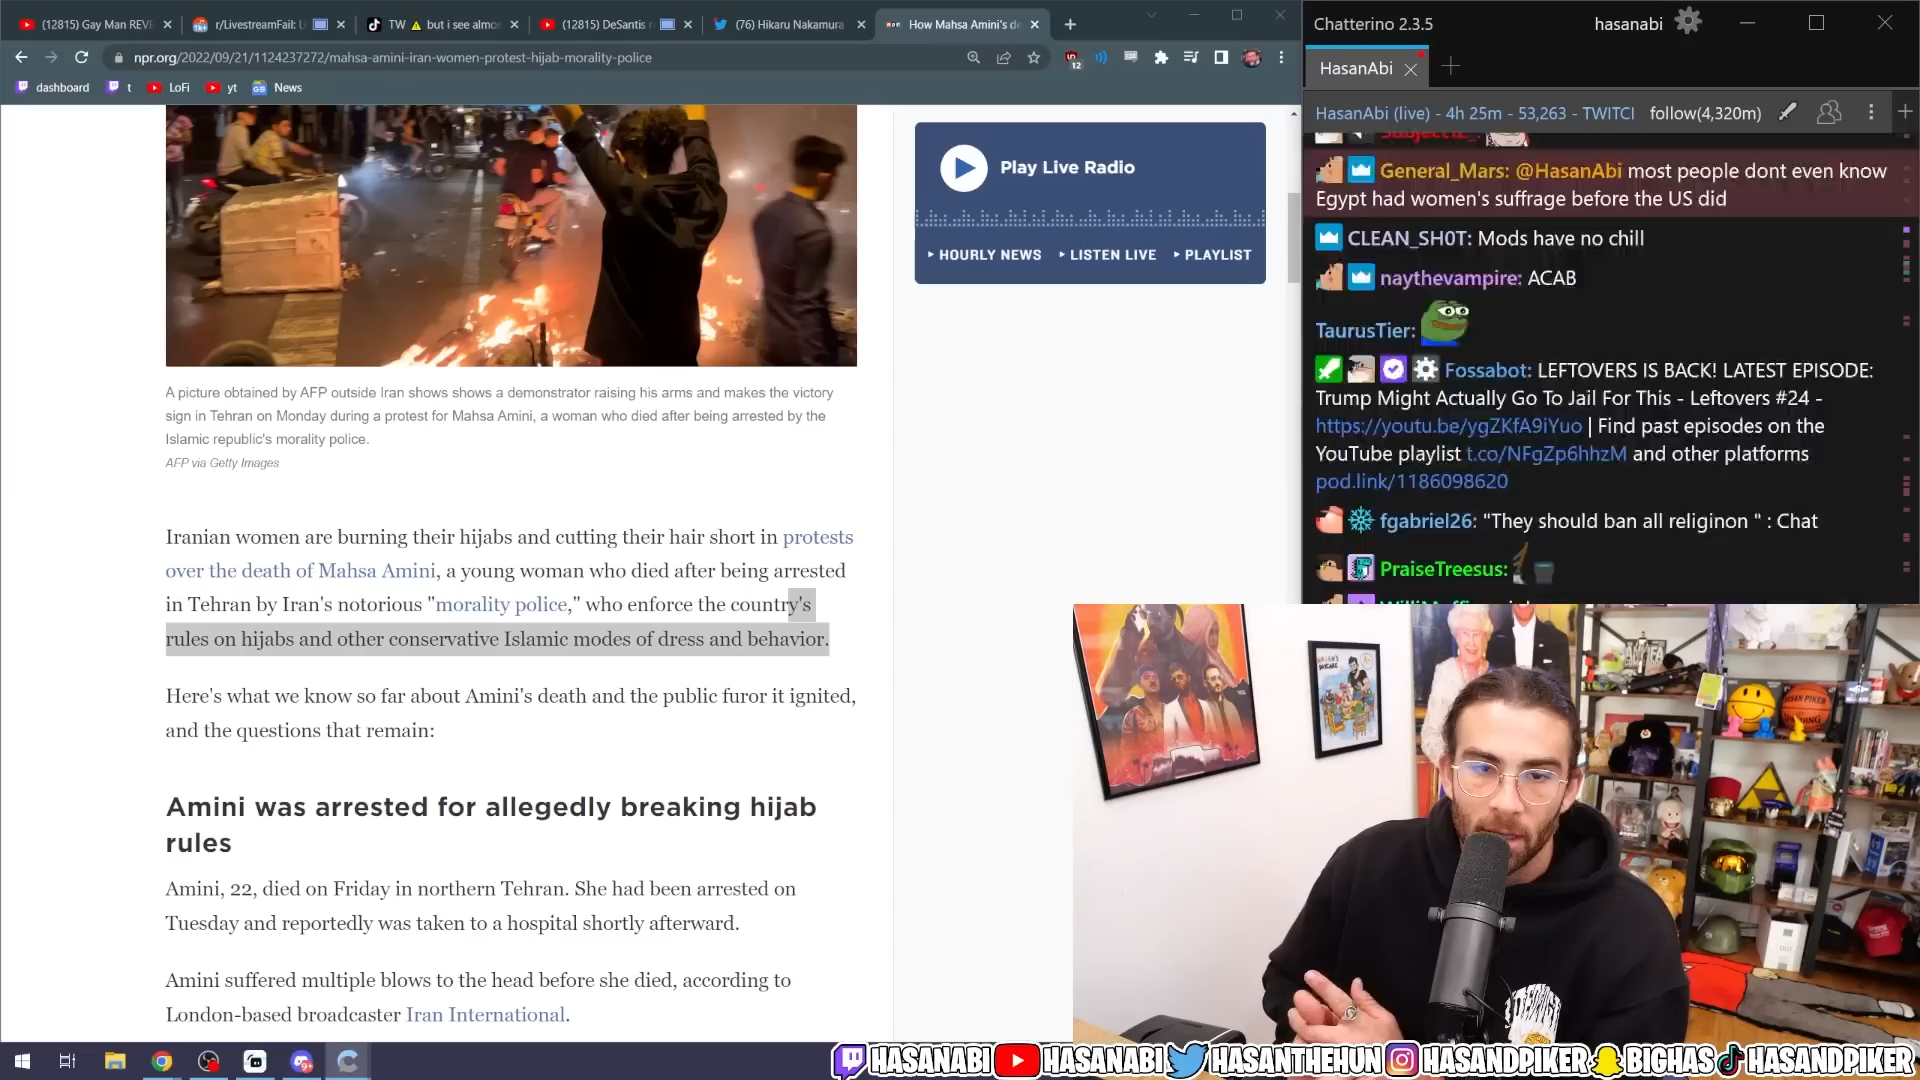 (12815) Gay Man REVE
r/LivestreamFail: L
TW ⚠ but i see almo
(12815) DeSantis
(76) Hikaru Nakamura
How Mahsa Amini's de
npr.org/2022/09/21/1124237272/mahsa-amini-iran-women-protest-hijab-morality-police
12
dashboard
t
LoFi
yt
News
Play Live Radio
HOURLY NEWS
LISTEN LIVE
PLAYLIST
A picture obtained by AFP outside Iran shows shows a demonstrator raising his arms and makes the victory
sign in Tehran on Monday during a protest for Mahsa Amini, a woman who died after being arrested by the
Islamic republic's morality police.
AFP via Getty Images
Iranian women are burning their hijabs and cutting their hair short in protests
over the death of Mahsa Amini, a young woman who died after being arrested
in Tehran by Iran's notorious "morality police," who enforce the country's
rules on hijabs and other conservative Islamic modes of dress and behavior.
Here's what we know so far about Amini's death and the public furor it ignited,
and the questions that remain:
Amini was arrested for allegedly breaking hijab
rules
Amini, 22, died on Friday in northern Tehran. She had been arrested on
Tuesday and reportedly was taken to a hospital shortly afterward.
Amini suffered multiple blows to the head before she died, according to
London-based broadcaster Iran International.
Chatterino 2.3.5
hasanabi
HasanAbi
HasanAbi (live) - 4h 25m - 53,263 - TWITCI
follow(4,320m)
General_Mars: @HasanAbi most people dont even know
Egypt had women's suffrage before the US did
CLEAN_SH0T: Mods have no chill
naythevampire: ACAB
TaurusTier:
Fossabot: LEFTOVERS IS BACK! LATEST EPISODE:
Trump Might Actually Go To Jail For This - Leftovers #24 -
https://youtu.be/ygZKfA9iYuo | Find past episodes on the
YouTube playlist t.co/NFgZp6hhzM and other platforms
pod.link/1186098620
fgabriel26: "They should ban all religinon " : Chat
PraiseTreesus:
HASAN PIKER
HASANABI
HASANABI
HASANTHEHUN
HASANDPIKER
BIGHAS
HASANDPIKER